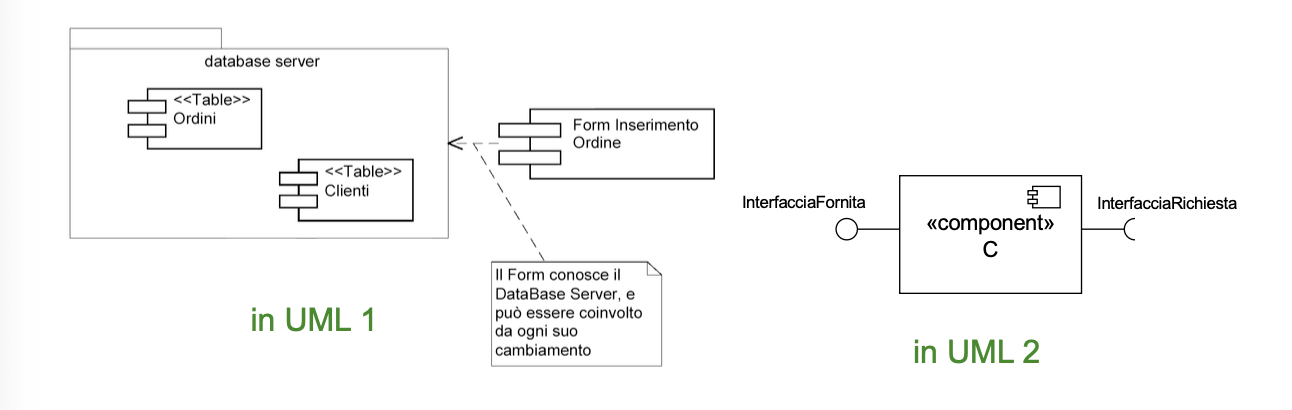 database server
<<Table>>
Ordini
<<Table>>
Clienti
Form Inserimento
Ordine
Il Form conosce il
DataBase Server, e
può essere coinvolto
da ogni suo
cambiamento
in UML 1
InterfacciaFornita
«component»
C
InterfacciaRichiesta
in UML 2